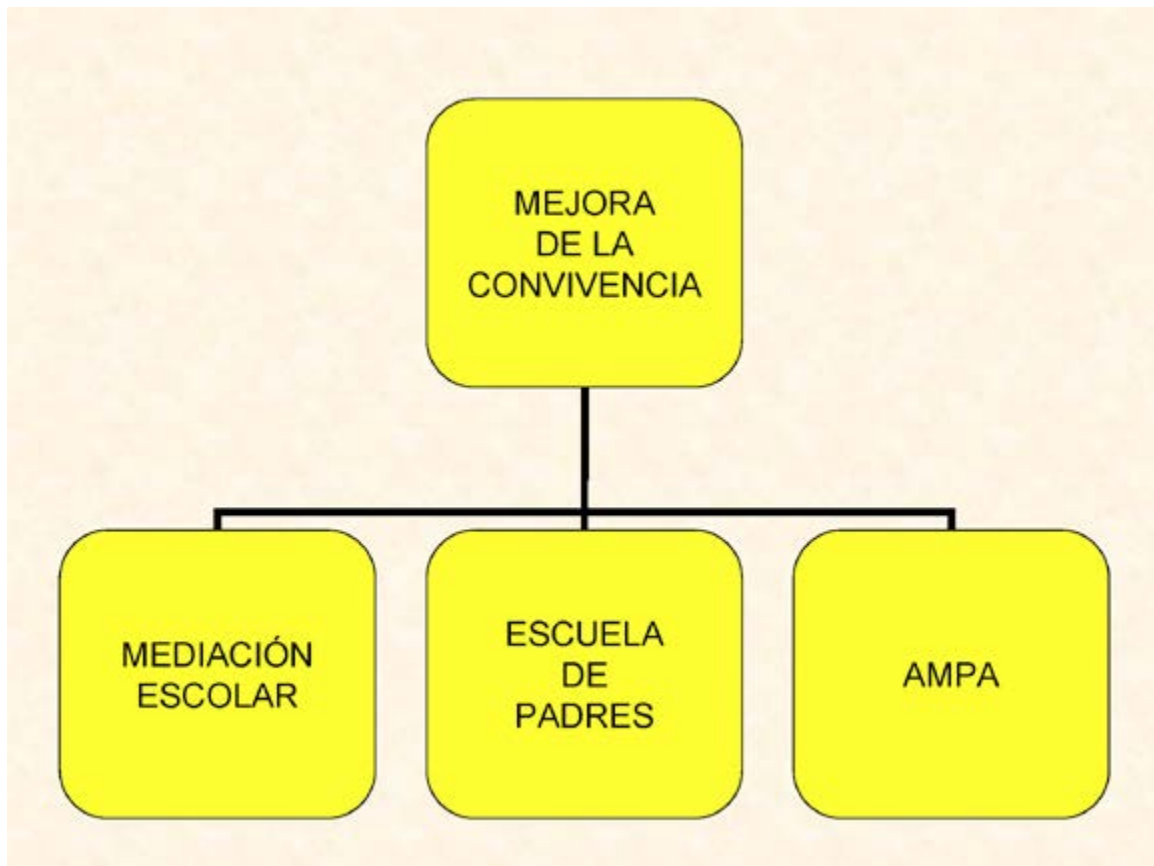 MEJORA
DE LA
CONVIVENCIA
MEDIACIÓN
ESCOLAR
ESCUELA
DE
PADRES
AMPA